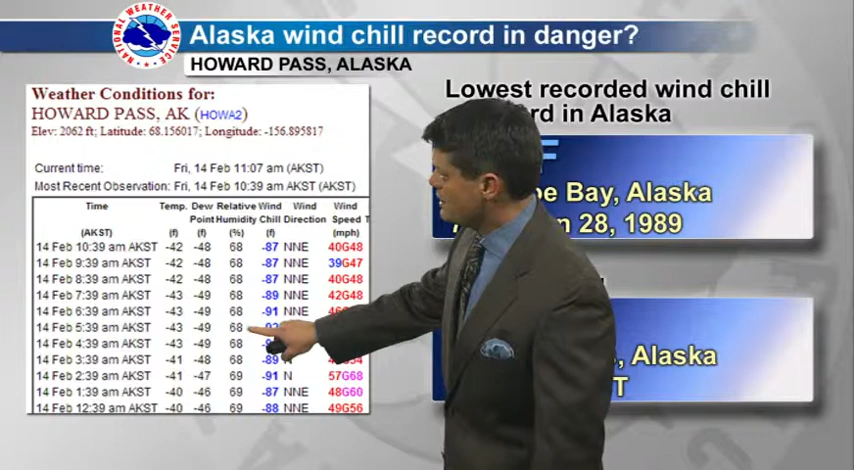 NATIONAL WEATHER SERVICE
Alaska wind chill record in danger?
HOWARD PASS, ALASKA
Weather Conditions for:
HOWARD PASS, AK (HOWA2)
Elev: 2062 ft; Latitude: 68.156017; Longitude: -156.895817
Current time: Fri, 14 Feb 11:07 am (AKST)
Most Recent Observation: Fri, 14 Feb 10:39 am AKST (AKST)
Time Temp. Dew Relative Wind Wind Wind
Point Humidity Chill Direction Speed
(AKST) (f) (f) (%) (f) (mph)
14 Feb 10:39 am AKST -42 -48 68 -87 NNE 40G48
14 Feb 9:39 am AKST -42 -48 68 -87 NNE 39G47
14 Feb 8:39 am AKST -42 -48 68 -87 NNE 40G48
14 Feb 7:39 am AKST -43 -49 68 -89 NNE 42G48
14 Feb 6:39 am AKST -43 -49 68 -91 NNE
14 Feb 5:39 am AKST -43 -49 68
14 Feb 4:39 am AKST -43 -49 68
14 Feb 3:39 am AKST -41 -48 68 -89
14 Feb 2:39 am AKST -41 -47 69 -91 N 57G68
14 Feb 1:39 am AKST -40 -46 69 -87 NNE 48G60
14 Feb 12:39 am AKST -40 -46 69 -88 NNE 49G56
Lowest recorded wind chill
in Alaska
Bay, Alaska
28, 1989
Alaska